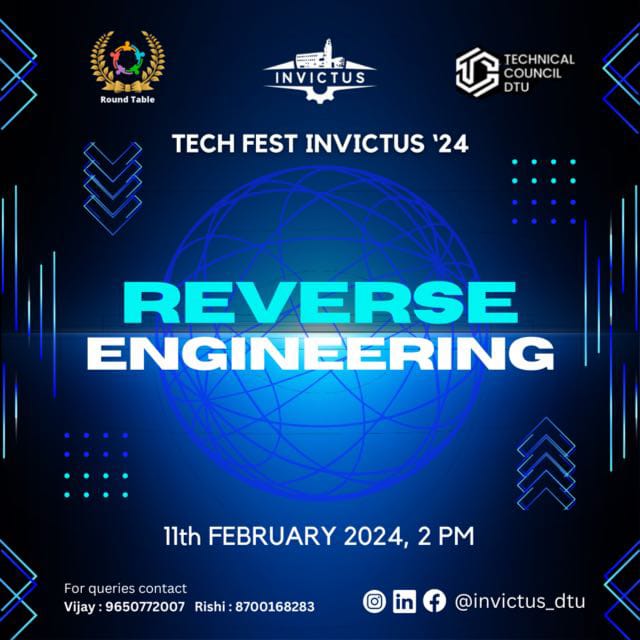 Round Table
INVICTUS
TECHNICAL
COUNCIL
DTU
TECH FEST INVICTUS ‘24
REVERSE
ENGINEERING
11th FEBRUARY 2024, 2 PM
For queries contact
Vijay : 9650772007 Rishi : 8700168283
@invictus_dtu